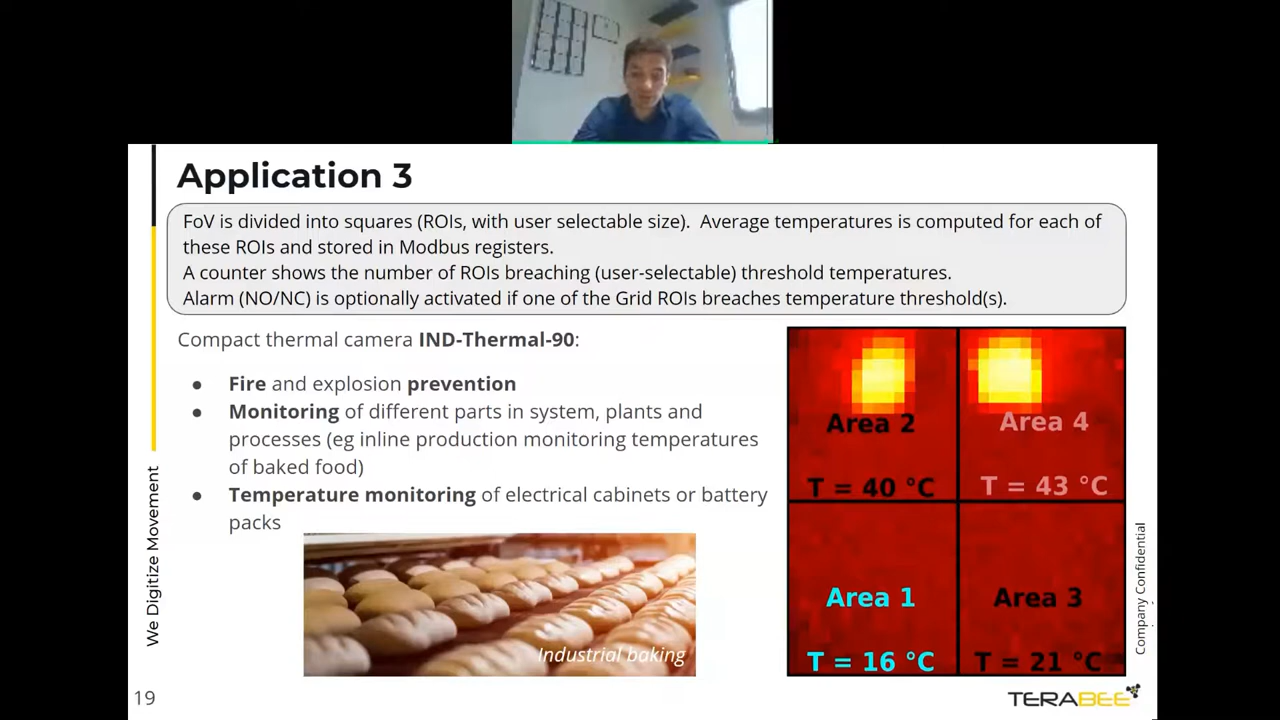 Application 3
FoV is divided into squares (ROIs, with user selectable size). Average temperatures is computed for each of
these ROIs and stored in Modbus registers.
A counter shows the number of ROIs breaching (user-selectable) threshold temperatures.
Alarm (NO/NC) is optionally activated if one of the Grid ROIs breaches temperature threshold(s).
Compact thermal camera IND-Thermal-90:
● Fire and explosion prevention
● Monitoring of different parts in system, plants and
processes (eg inline production monitoring temperatures
of baked food)
● Temperature monitoring of electrical cabinets or battery
packs
Industrial baking
Area 2
T = 40 °C
Area 4
T = 43 °C
Area 1
T = 16 °C
Area 3
T = 21 °C
We Digitize Movement
Company Confidential
19
TERABEE